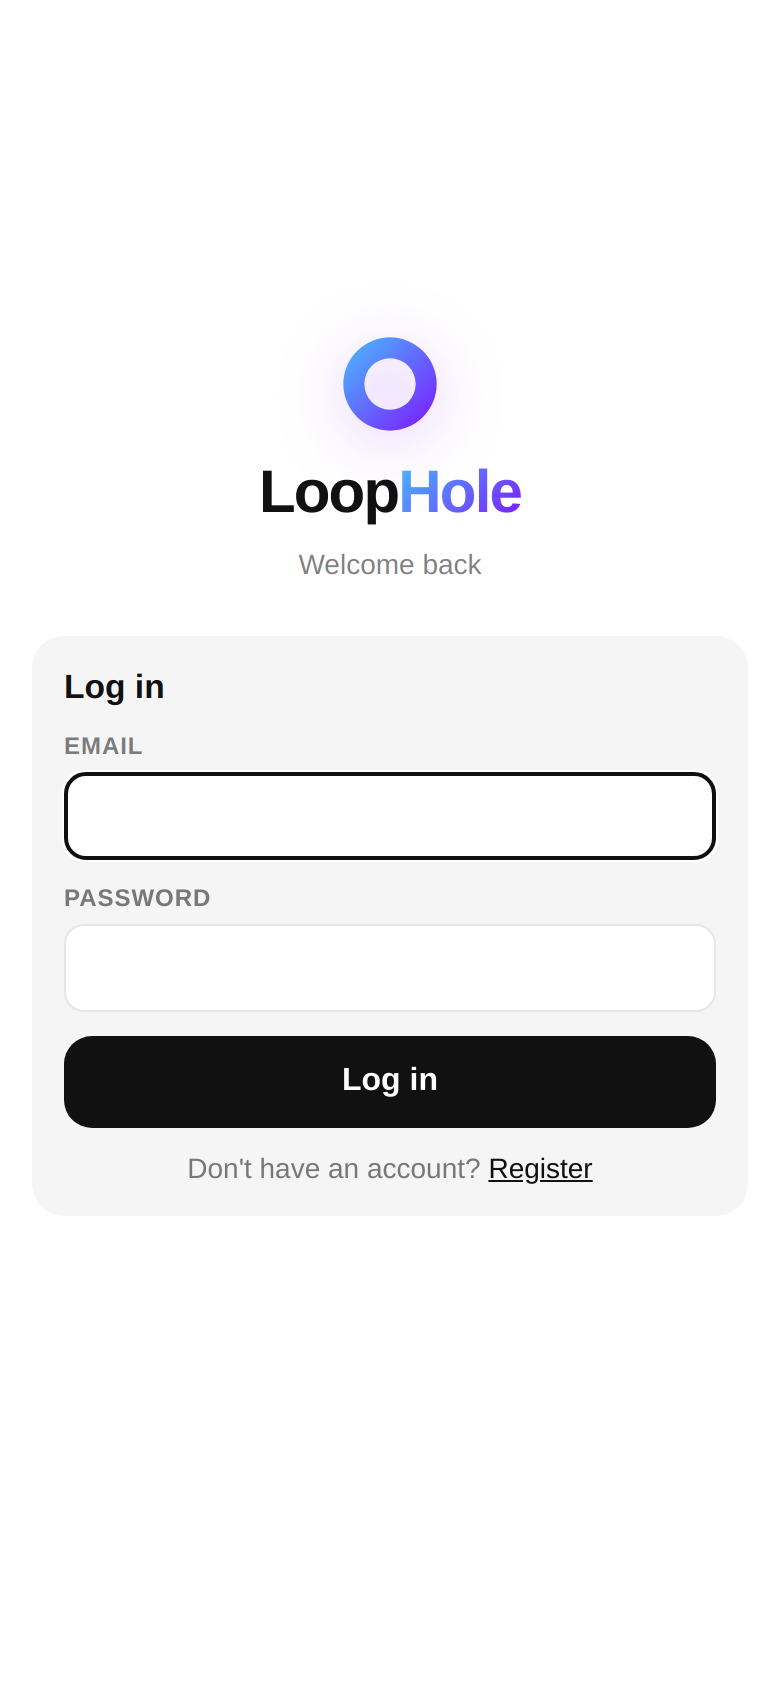 LoopHole
Welcome back
Log in
EMAIL
PASSWORD
Log in
Don't have an account? Register